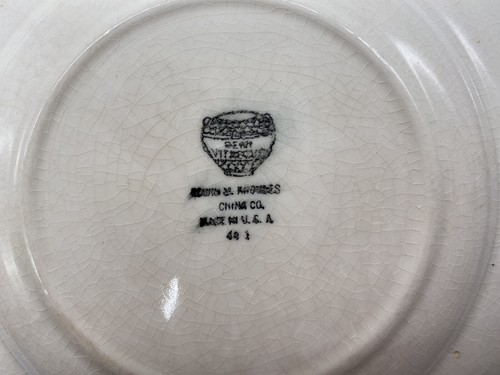 SEMI
VITREOUS
EDWIN M. KNOWLES
CHINA CO.
MADE IN U.S.A.